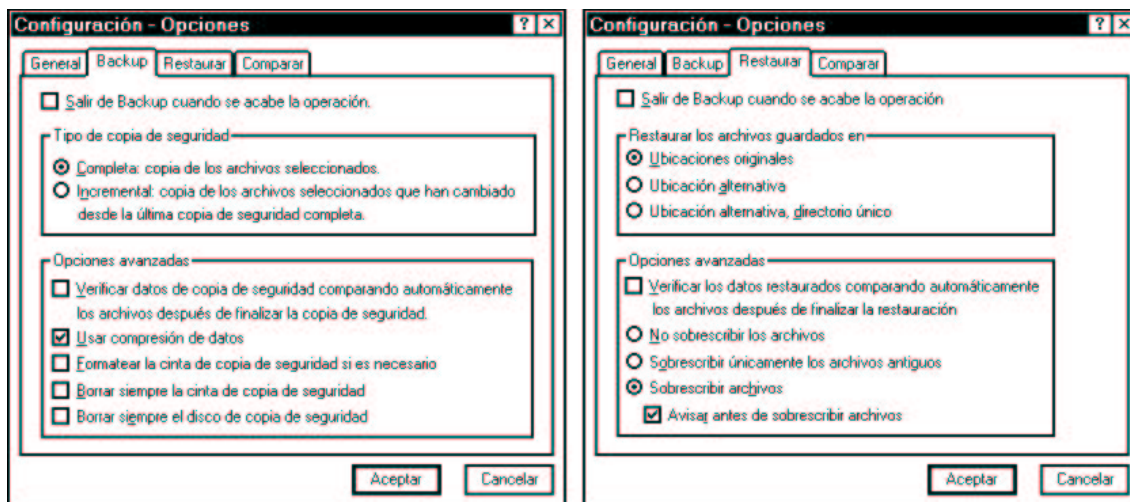 Configuración - Opciones
General Backup Restaurar Comparar
Salir de Backup cuando se acabe la operación.
Tipo de copia de seguridad
Completa: copia de los archivos seleccionados.
Incremental: copia de los archivos seleccionados que han cambiado
desde la última copia de seguridad completa.
Opciones avanzadas
Verificar datos de copia de seguridad comparando automáticamente
los archivos después de finalizar la copia de seguridad.
Usar compresión de datos
Formatear la cinta de copia de seguridad si es necesario
Borrar siempre la cinta de copia de seguridad
Borrar siempre el disco de copia de seguridad
Aceptar Cancelar
Configuración - Opciones
General Backup Restaurar Comparar
Salir de Backup cuando se acabe la operación
Restaurar los archivos guardados en
Ubicaciones originales
Ubicación alternativa
Ubicación alternativa, directorio único
Opciones avanzadas
Verificar los datos restaurados comparando automáticamente
los archivos después de finalizar la restauración
No sobrescribir los archivos
Sobrescribir únicamente los archivos antiguos
Sobrescribir archivos
Avisar antes de sobrescribir archivos
Aceptar Cancelar